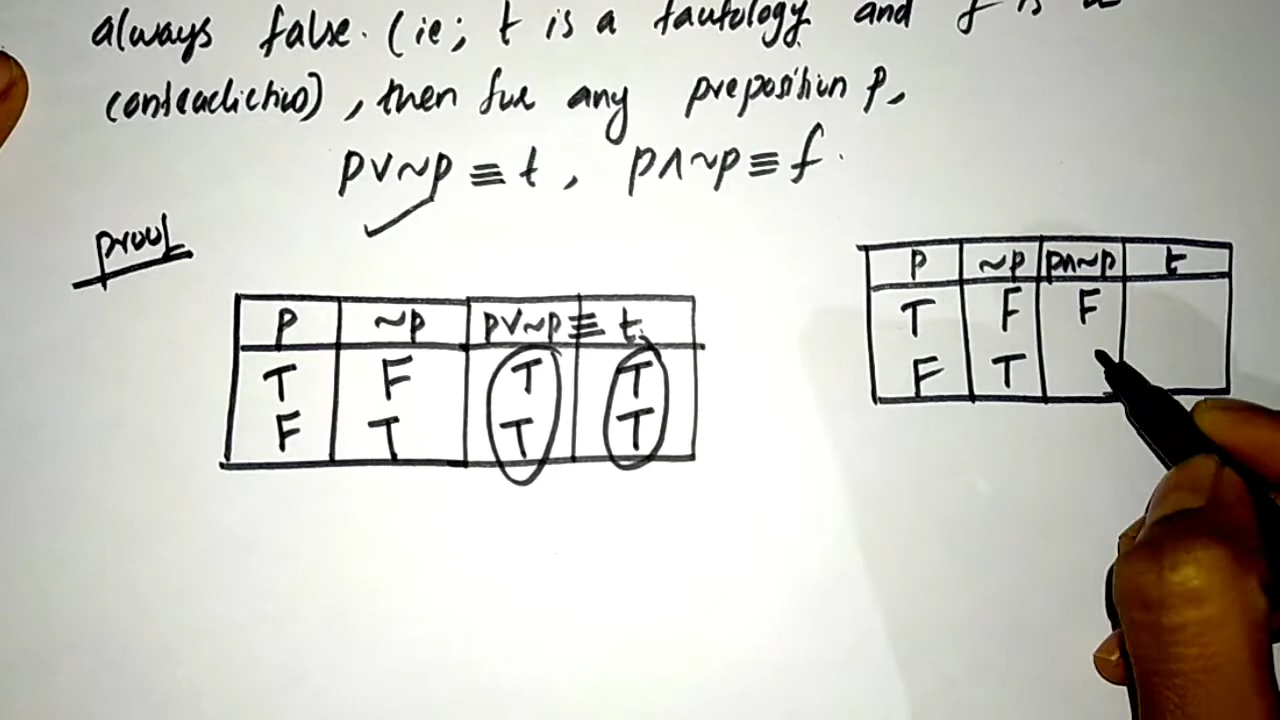 always false. (ie; t is a tautology and f is a
contradiction), then for any preposition p,
p∨~p ≡ t, p∧~p ≡ f.
proof
p ~p p∨~p ≡ t
T F T T
F T T T
p ~p p∧~p t
T F F
F T